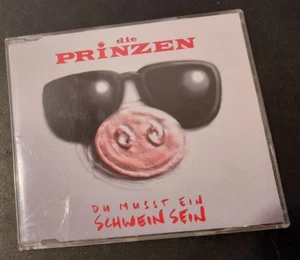 die
PRINZEN
DU MUSST EIN
SCHWEIN SEIN